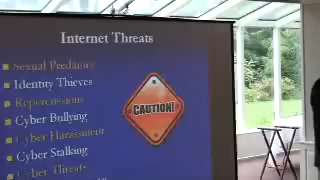 Internet Threats
Sexual Predators
Identity Thieves
Repercussions
Cyber Bullying
Cyber Harassment
Cyber Stalking
Cyber Threats
CAUTION!